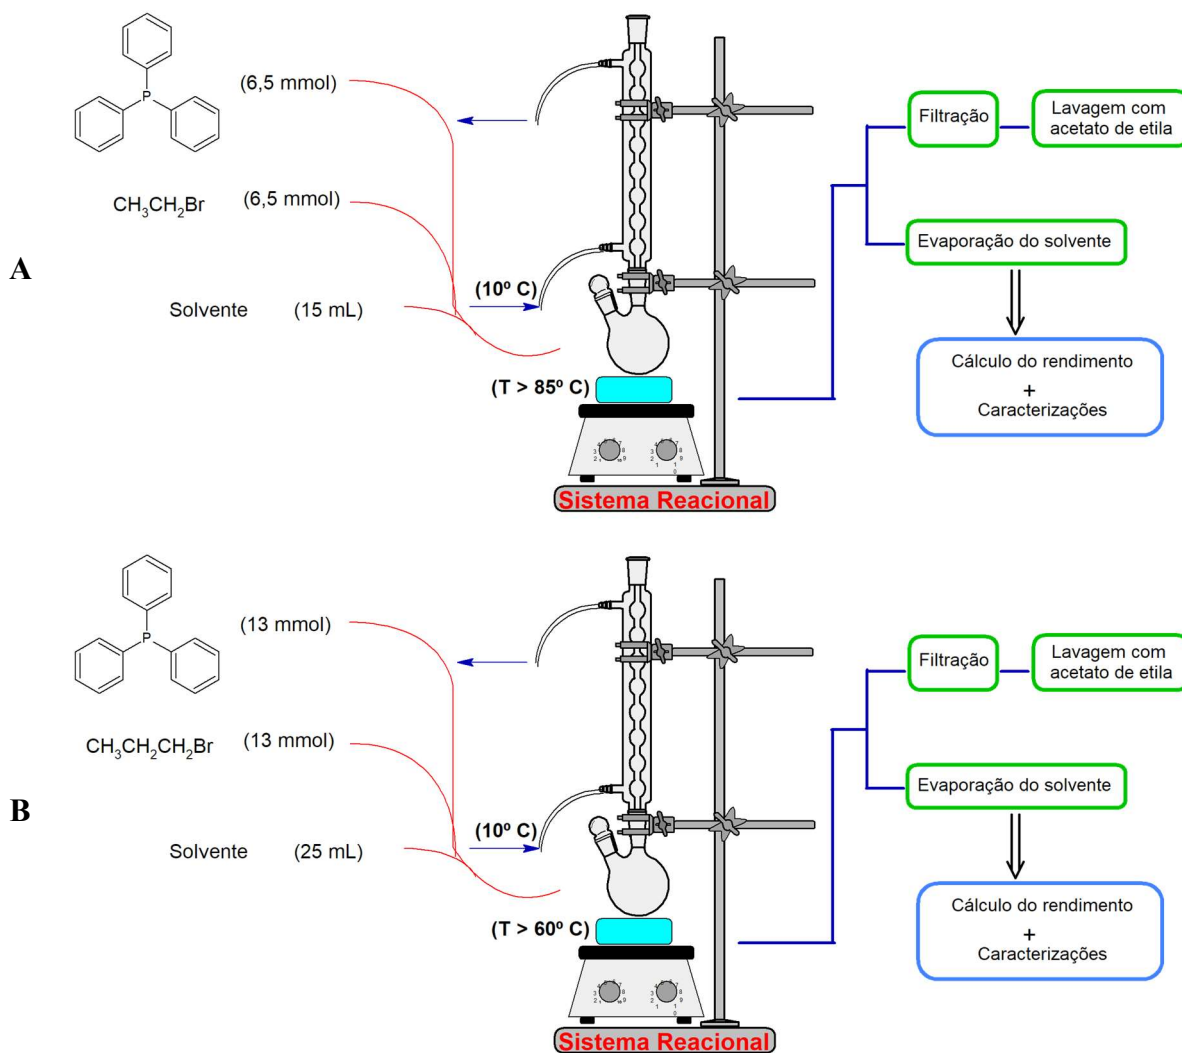 A
P
(6,5 mmol)
CH₃CH₂Br (6,5 mmol)
Solvente (15 mL)
(10º C)
(T > 85º C)
Sistema Reacional
Filtração
Lavagem com
acetato de etila
Evaporação do solvente
Cálculo do rendimento
+
Caracterizações
B
P
(13 mmol)
CH₃CH₂CH₂Br (13 mmol)
Solvente (25 mL)
(10º C)
(T > 60º C)
Sistema Reacional
Filtração
Lavagem com
acetato de etila
Evaporação do solvente
Cálculo do rendimento
+
Caracterizações